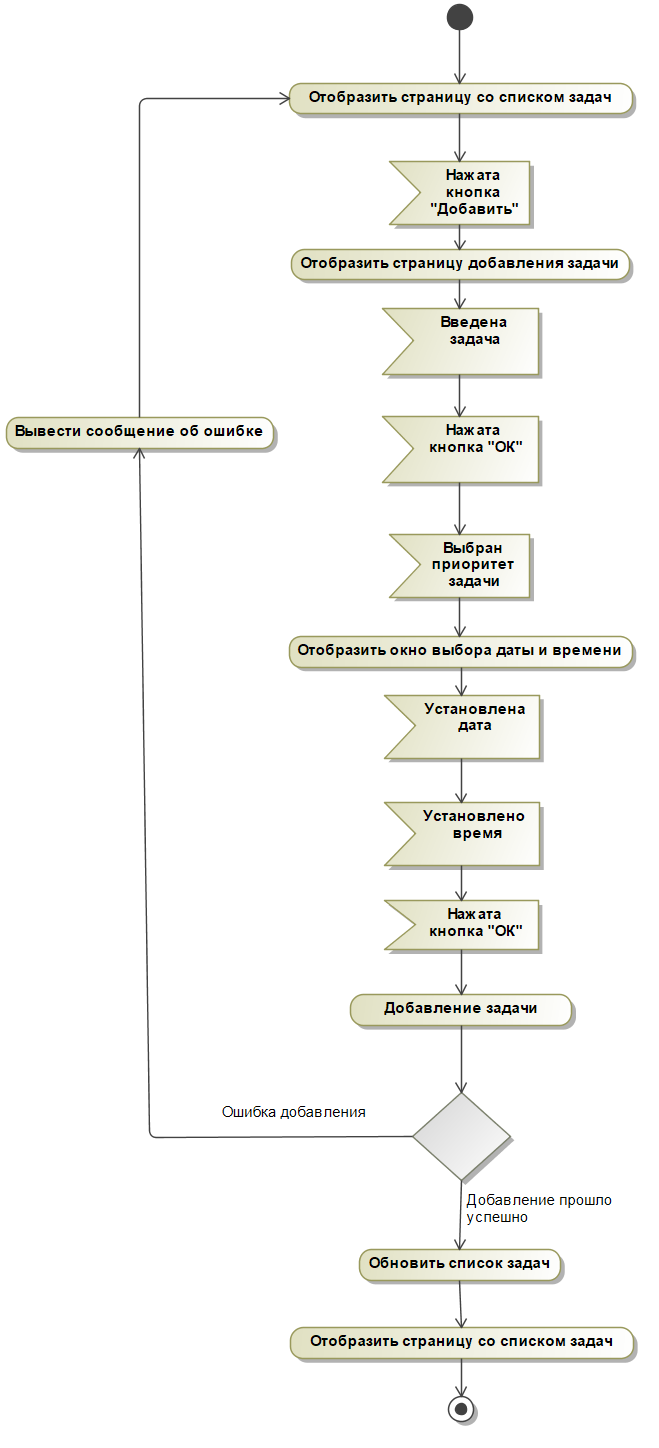 Отобразить страницу со списком задач
Нажата
кнопка
"Добавить"
Отобразить страницу добавления задачи
Введена
задача
Вывести сообщение об ошибке
Нажата
кнопка "ОК"
Выбран
приоритет
задачи
Отобразить окно выбора даты и времени
Установлена
дата
Установлено
время
Нажата
кнопка "ОК"
Добавление задачи
Ошибка добавления
Добавление прошло
успешно
Обновить список задач
Отобразить страницу со списком задач